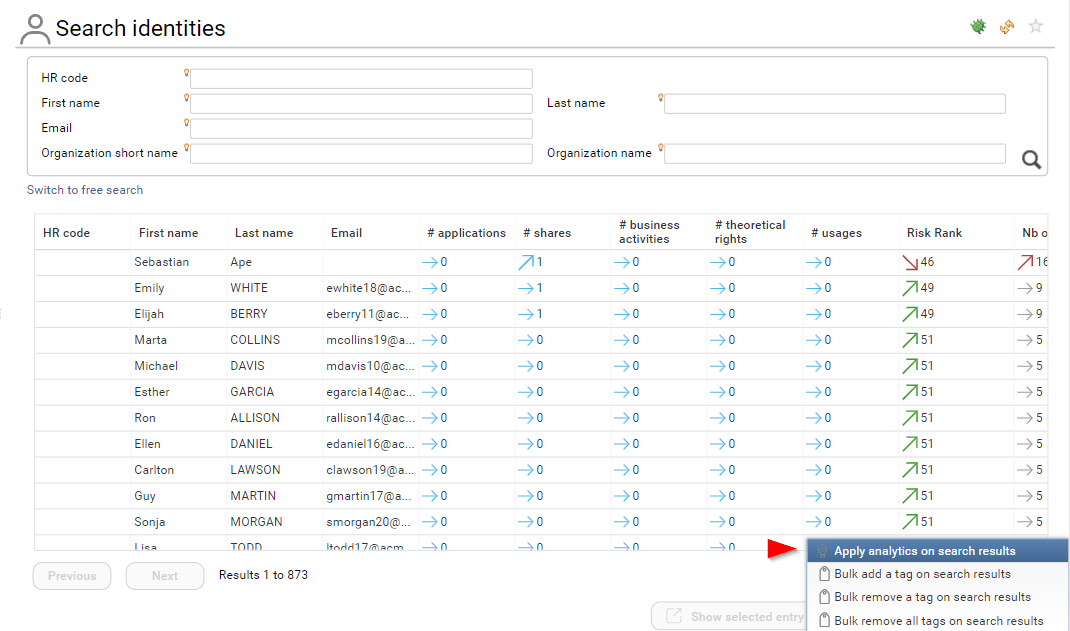 Search identities
HR code
First name Last name
Email
Organization short name Organization name
Switch to free search
HR code First name Last name Email # applications # shares # business activities # theoretical rights # usages Risk Rank Nb o
Sebastian Ape 0 1 0 0 0 46 16
Emily WHITE ewhite18@ac... 0 1 0 0 0 49 9
Elijah BERRY eberry11@ac... 0 1 0 0 0 49 9
Marta COLLINS mcollins19@a... 0 0 0 0 0 51 5
Michael DAVIS mdavis10@ac... 0 0 0 0 0 51 5
Esther GARCIA egarcia14@ac... 0 0 0 0 0 51 5
Ron ALLISON rallison14@ac... 0 0 0 0 0 51 5
Ellen DANIEL edaniel16@ac... 0 0 0 0 0 51 5
Carlton LAWSON clawson19@a... 0 0 0 0 0 51 5
Guy MARTIN gmartin17@a... 0 0 0 0 0 51 5
Sonja MORGAN smorgan20@... 0 0 0 0 0 51 5
Lisa TODD ltodd17@acm... 0 0 0 0
Previous Next Results 1 to 873
Show selected entry
Apply analytics on search results
Bulk add a tag on search results
Bulk remove a tag on search results
Bulk remove all tags on search results